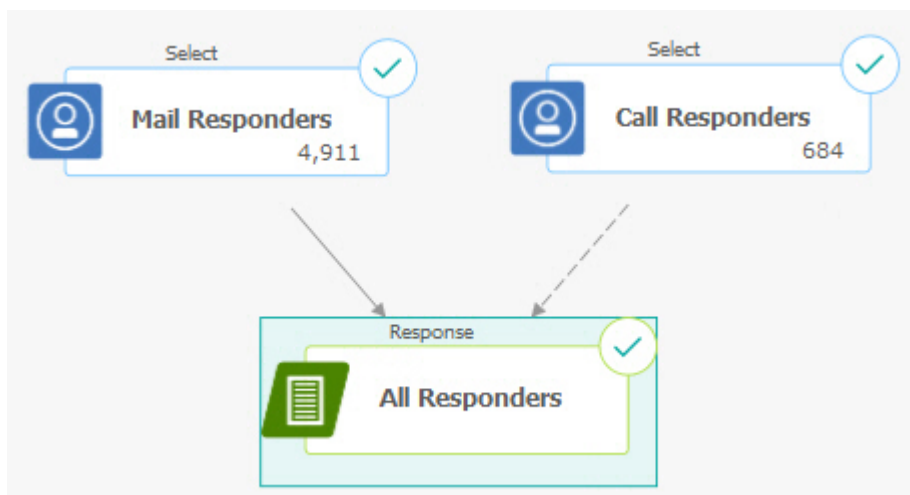 Select
Mail Responders
4,911
Select
Call Responders
684
Response
All Responders